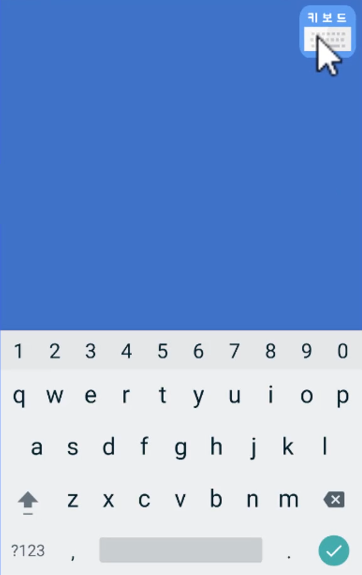 키보드
1 2 3 4 5 6 7 8 9 0
q w e r t y u i o p
a s d f g h j k l
z x c v b n m
?123 , .